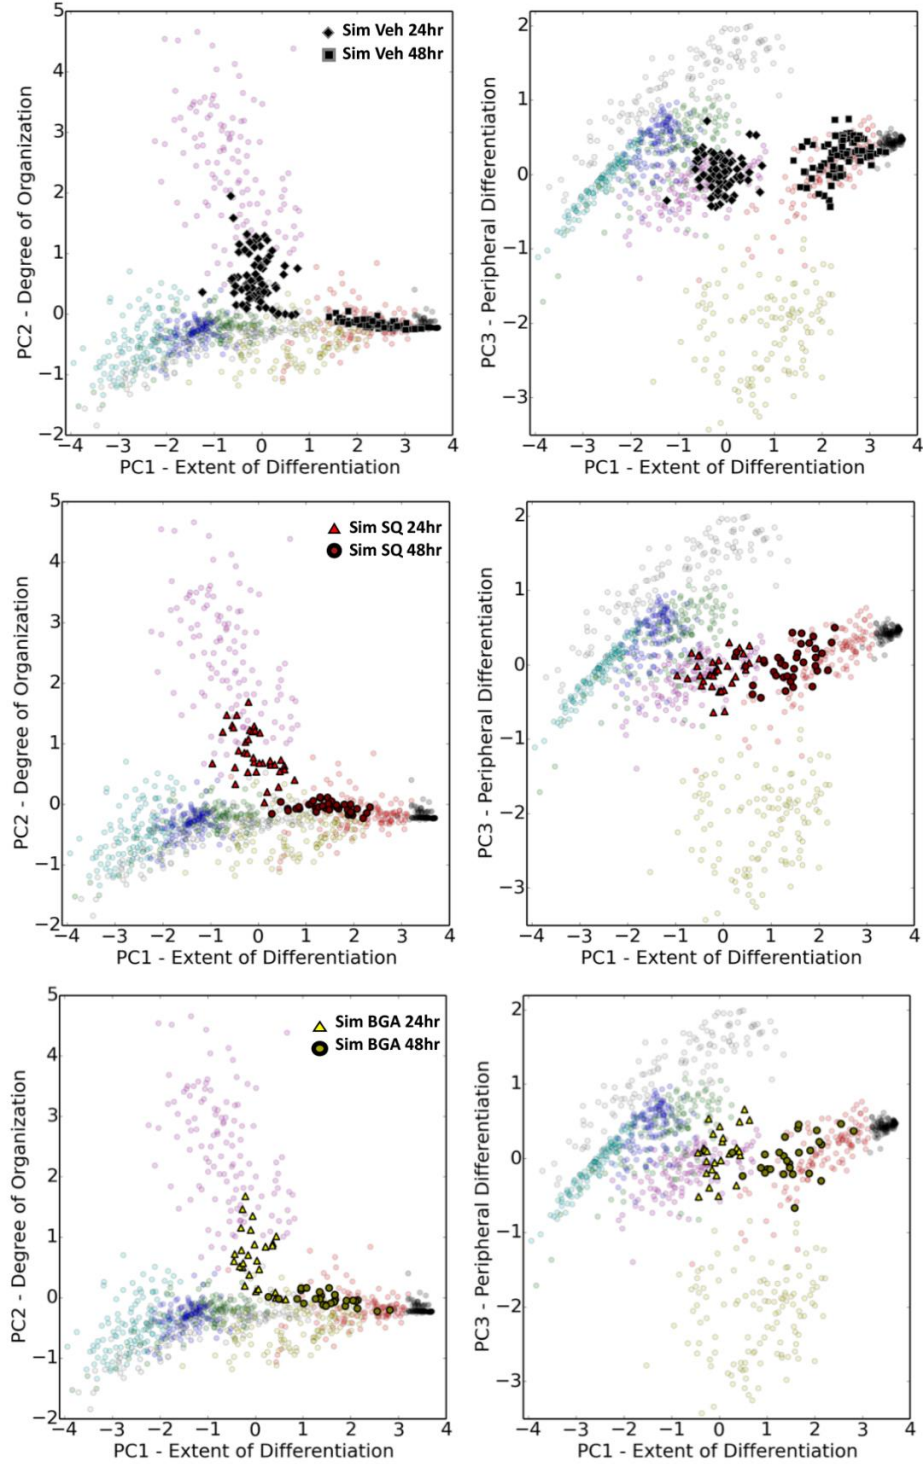 Sim Veh 24hr
Sim Veh 48hr
5
4
3
2
1
0
−1
−2
PC2 - Degree of Organization
−4 −3 −2 −1 0 1 2 3 4
PC1 - Extent of Differentiation
2
1
0
−1
−2
−3
PC3 - Peripheral Differentiation
−4 −3 −2 −1 0 1 2 3 4
PC1 - Extent of Differentiation
Sim SQ 24hr
Sim SQ 48hr
5
4
3
2
1
0
−1
−2
PC2 - Degree of Organization
−4 −3 −2 −1 0 1 2 3 4
PC1 - Extent of Differentiation
2
1
0
−1
−2
−3
PC3 - Peripheral Differentiation
−4 −3 −2 −1 0 1 2 3 4
PC1 - Extent of Differentiation
Sim BGA 24hr
Sim BGA 48hr
5
4
3
2
1
0
−1
−2
PC2 - Degree of Organization
−4 −3 −2 −1 0 1 2 3 4
PC1 - Extent of Differentiation
2
1
0
−1
−2
−3
PC3 - Peripheral Differentiation
−4 −3 −2 −1 0 1 2 3 4
PC1 - Extent of Differentiation